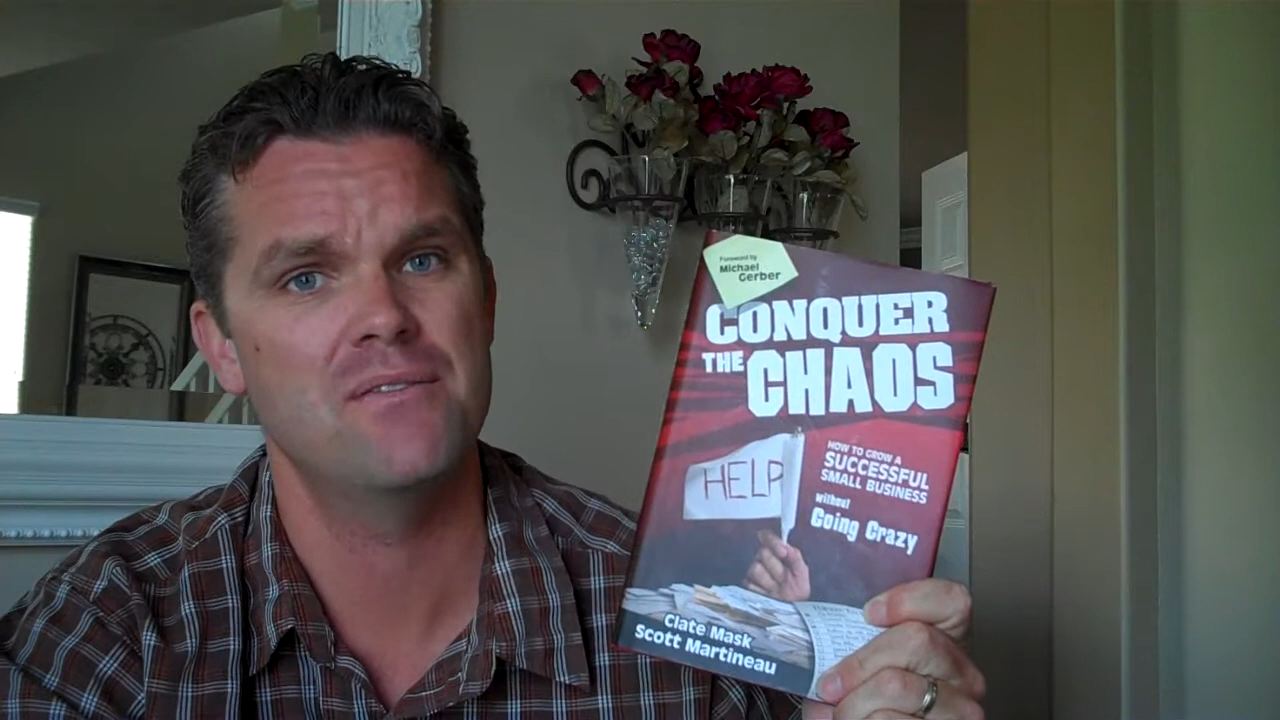 Foreword by
Michael
Gerber
CONQUER
THE CHAOS
HELP
HOW TO GROW A
SUCCESSFUL
SMALL BUSINESS
without
Going Crazy
Clate Mask
Scott Martineau